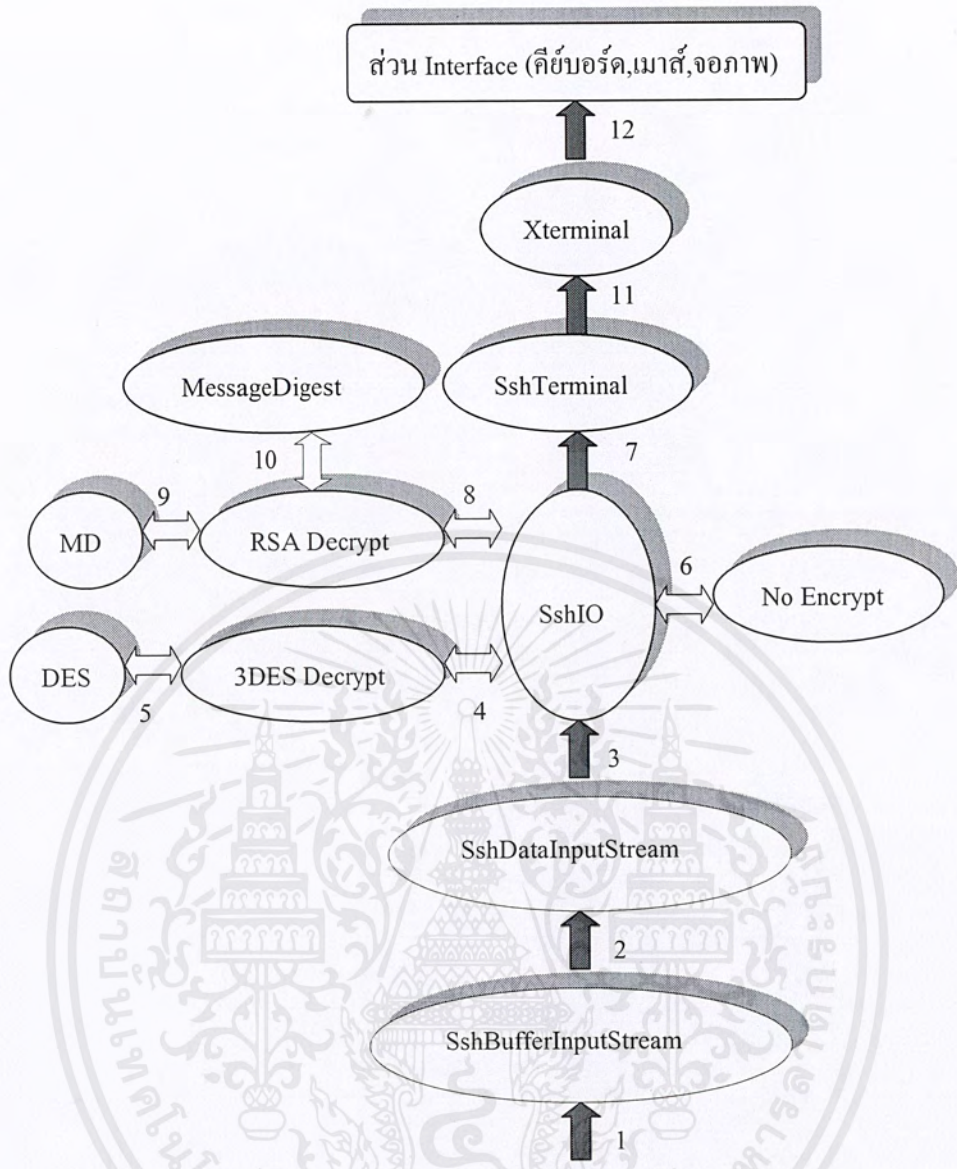 ส่วน Interface (คีย์บอร์ด,เมาส์,จอภาพ)
12
Xterminal
11
MessageDigest
SshTerminal
10
7
9
8
MD
RSA Decrypt
SshIO
6
No Encrypt
DES
3DES Decrypt
5
4
3
SshDataInputStream
2
SshBufferInputStream
1